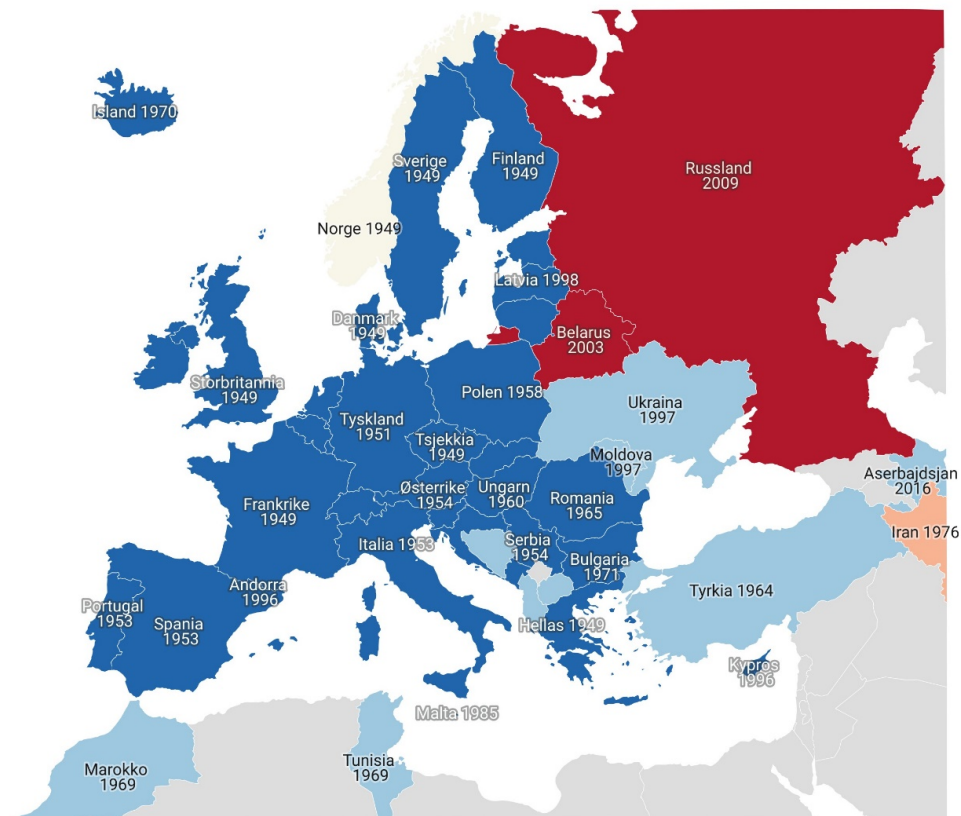 Island 1970
Sverige
1949
Finland
1949
Russland
2009
Norge 1949
Latvia 1998
Danmark
1949
Belarus
2003
Storbritannia
1949
Polen 1958
Ukraina
1997
Tyskland
1951
Tsjekkia
1949
Moldova
1997
Aserbajdsjan
2016
Østerrike
1954
Ungarn
1960
Romania
1965
Frankrike
1949
Iran 1976
Italia 1953
Serbia
1954
Bulgaria
1971
Andorra
1996
Tyrkia 1964
Portugal
1953
Spania
1953
Hellas 1949
Kypros
1996
Malta 1985
Marokko
1969
Tunisia
1969